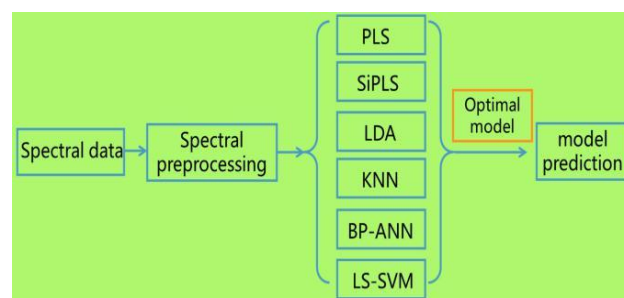 Spectral data
Spectral
preprocessing
PLS
SiPLS
LDA
KNN
BP-ANN
LS-SVM
Optimal
model
model
prediction